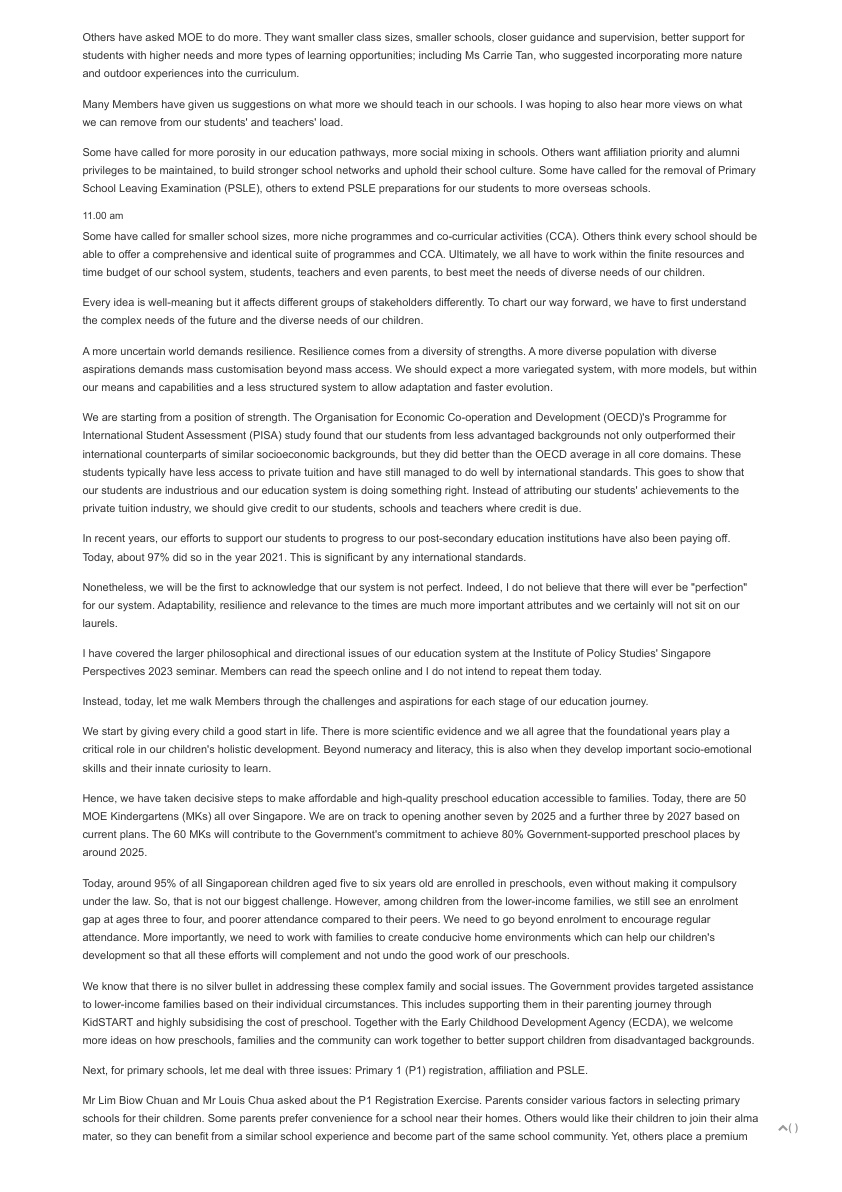 Others have asked MOE to do more. They want smaller class sizes, smaller schools, closer guidance and supervision, better support for
students with higher needs and more types of learning opportunities; including Ms Carrie Tan, who suggested incorporating more nature
and outdoor experiences into the curriculum.
Many Members have given us suggestions on what more we should teach in our schools. I was hoping to also hear more views on what
we can remove from our students' and teachers' load.
Some have called for more porosity in our education pathways, more social mixing in schools. Others want affiliation priority and alumni
privileges to be maintained, to build stronger school networks and uphold their school culture. Some have called for the removal of Primary
School Leaving Examination (PSLE), others to extend PSLE preparations for our students to more overseas schools.
11.00 am
Some have called for smaller school sizes, more niche programmes and co-curricular activities (CCA). Others think every school should be
able to offer a comprehensive and identical suite of programmes and CCA. Ultimately, we all have to work within the finite resources and
time budget of our school system, students, teachers and even parents, to best meet the needs of diverse needs of our children.
Every idea is well-meaning but it affects different groups of stakeholders differently. To chart our way forward, we have to first understand
the complex needs of the future and the diverse needs of our children.
A more uncertain world demands resilience. Resilience comes from a diversity of strengths. A more diverse population with diverse
aspirations demands mass customisation beyond mass access. We should expect a more variegated system, with more models, but within
our means and capabilities and a less structured system to allow adaptation and faster evolution.
We are starting from a position of strength. The Organisation for Economic Co-operation and Development (OECD)'s Programme for
International Student Assessment (PISA) study found that our students from less advantaged backgrounds not only outperformed their
international counterparts of similar socioeconomic backgrounds, but they did better than the OECD average in all core domains. These
students typically have less access to private tuition and have still managed to do well by international standards. This goes to show that
our students are industrious and our education system is doing something right. Instead of attributing our students' achievements to the
private tuition industry, we should give credit to our students, schools and teachers where credit is due.
In recent years, our efforts to support our students to progress to our post-secondary education institutions have also been paying off.
Today, about 97% did so in the year 2021. This is significant by any international standards.
Nonetheless, we will be the first to acknowledge that our system is not perfect. Indeed, I do not believe that there will ever be "perfection"
for our system. Adaptability, resilience and relevance to the times are much more important attributes and we certainly will not sit on our
laurels.
I have covered the larger philosophical and directional issues of our education system at the Institute of Policy Studies' Singapore
Perspectives 2023 seminar. Members can read the speech online and I do not intend to repeat them today.
Instead, today, let me walk Members through the challenges and aspirations for each stage of our education journey.
We start by giving every child a good start in life. There is more scientific evidence and we all agree that the foundational years play a
critical role in our children's holistic development. Beyond numeracy and literacy, this is also when they develop important socio-emotional
skills and their innate curiosity to learn.
Hence, we have taken decisive steps to make affordable and high-quality preschool education accessible to families. Today, there are 50
MOE Kindergartens (MKs) all over Singapore. We are on track to opening another seven by 2025 and a further three by 2027 based on
current plans. The 60 MKs will contribute to the Government's commitment to achieve 80% Government-supported preschool places by
around 2025.
Today, around 95% of all Singaporean children aged five to six years old are enrolled in preschools, even without making it compulsory
under the law. So, that is not our biggest challenge. However, among children from the lower-income families, we still see an enrolment
gap at ages three to four, and poorer attendance compared to their peers. We need to go beyond enrolment to encourage regular
attendance. More importantly, we need to work with families to create conducive home environments which can help our children's
development so that all these efforts will complement and not undo the good work of our preschools.
We know that there is no silver bullet in addressing these complex family and social issues. The Government provides targeted assistance
to lower-income families based on their individual circumstances. This includes supporting them in their parenting journey through
KidSTART and highly subsidising the cost of preschool. Together with the Early Childhood Development Agency (ECDA), we welcome
more ideas on how preschools, families and the community can work together to better support children from disadvantaged backgrounds.
Next, for primary schools, let me deal with three issues: Primary 1 (P1) registration, affiliation and PSLE.
Mr Lim Biow Chuan and Mr Louis Chua asked about the P1 Registration Exercise. Parents consider various factors in selecting primary
schools for their children. Some parents prefer convenience for a school near their homes. Others would like their children to join their alma
mater, so they can benefit from a similar school experience and become part of the same school community. Yet, others place a premium
( )